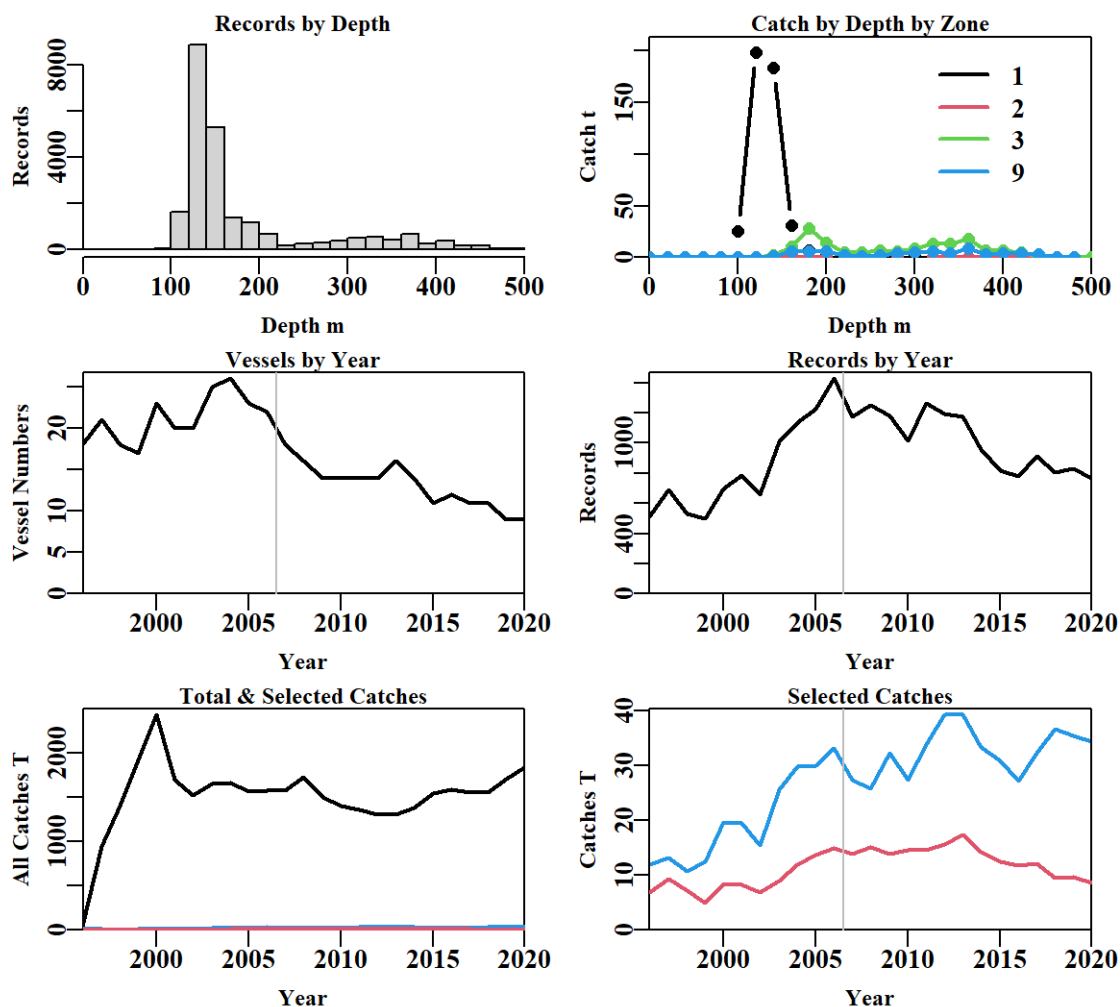 Records by Depth
Records
0 4000 8000
0 100 200 300 400 500
Depth m
Catch by Depth by Zone
Catch t
0 50 150
1
2
3
9
0 100 200 300 400 500
Depth m
Vessels by Year
Vessel Numbers
0 5 10 20
2000 2005 2010 2015 2020
Year
Records by Year
Records
0 400 1000
2000 2005 2010 2015 2020
Year
Total & Selected Catches
All Catches T
0 1000 2000
2000 2005 2010 2015 2020
Year
Selected Catches
Catches T
0 10 20 30 40
2000 2005 2010 2015 2020
Year